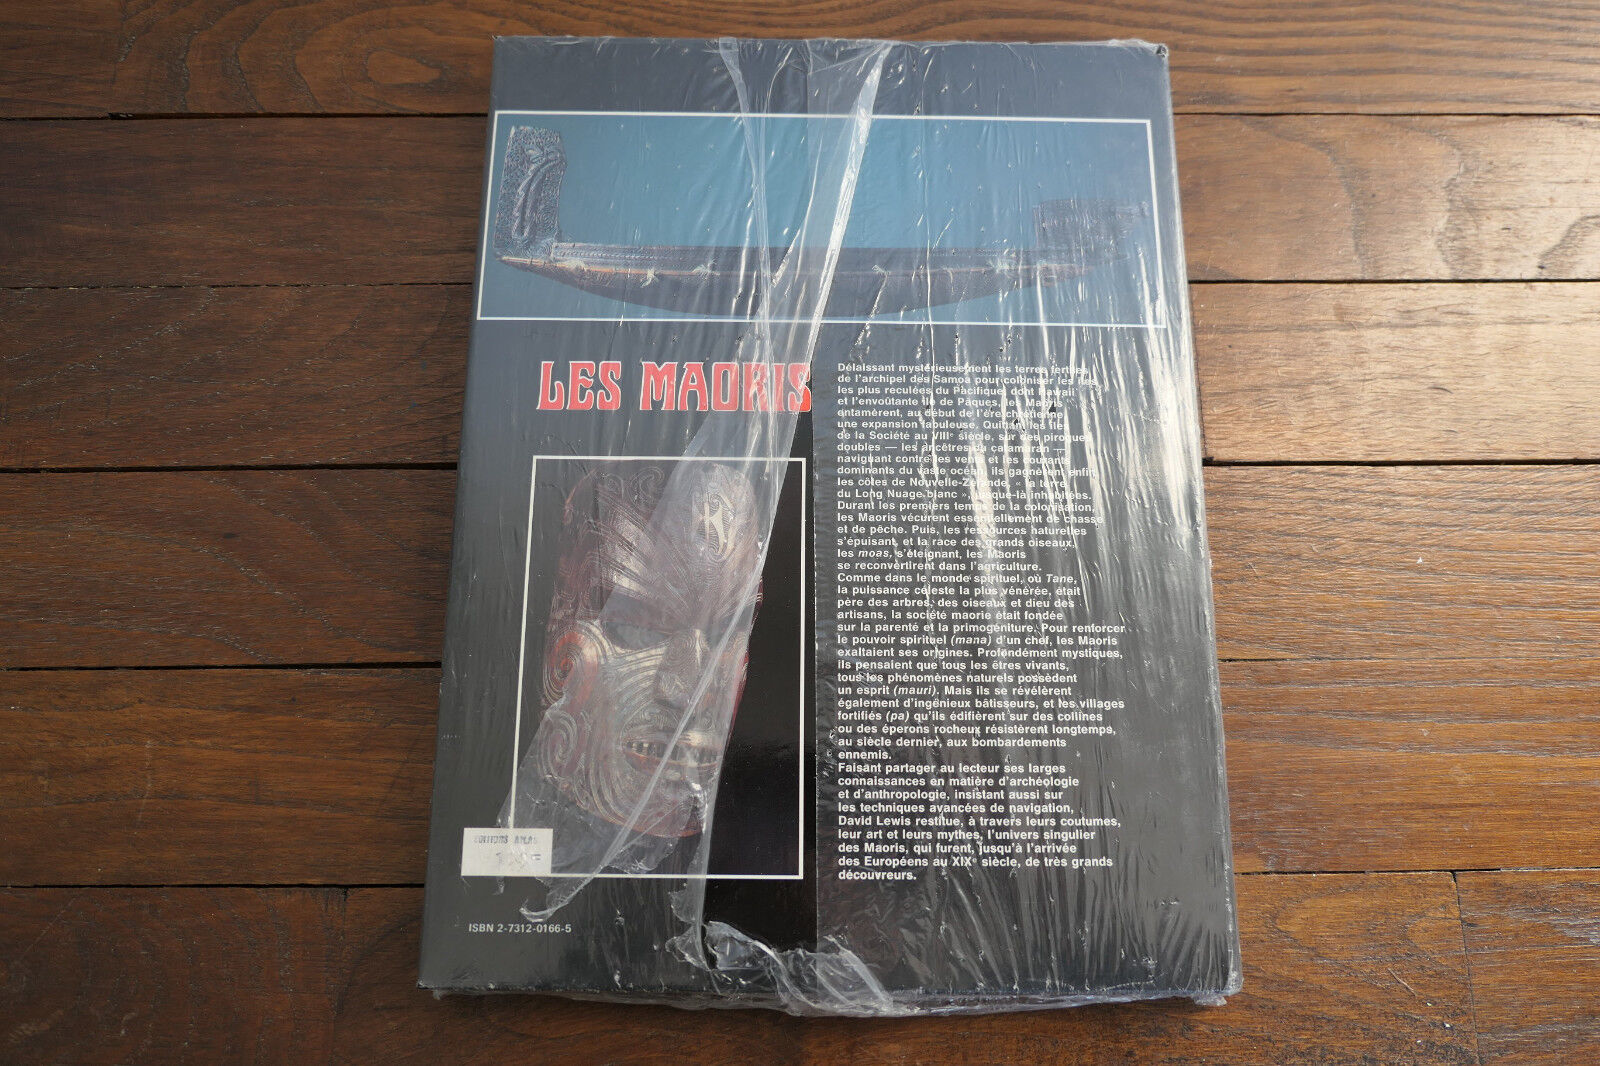 LES MAORIS
Délaissant mystérieusement les terres fertiles
de l'archipel des Samoa pour coloniser les îles
les plus reculées du Pacifique, dont Hawaii
et l'envoûtante île de Pâques, les Maoris
entamèrent, au début de l'ère chrétienne
une expansion fabuleuse. Quittant les îles
de la Société au VIIIe siècle, sur des pirogues
doubles — les ancêtres du catamaran —
naviguant contre les vents et les courants
dominants du vaste océan, ils gagnèrent enfin
les côtes de Nouvelle-Zélande, « la terre
du Long Nuage blanc », jusque-là inhabitées.
Durant les premiers temps de la colonisation,
les Maoris vécurent essentiellement de chasse
et de pêche. Puis, les ressources naturelles
s'épuisant, et la race des grands oiseaux,
les moas, s'éteignant, les Maoris
se reconvertirent dans l'agriculture.
Comme dans le monde spirituel, où Tane,
la puissance céleste la plus vénérée, était
père des arbres, des oiseaux et dieu des
artisans, la société maorie était fondée
sur la parenté et la primogéniture. Pour renforcer
le pouvoir spirituel (mana) d'un chef, les Maoris
exaltaient ses origines. Profondément mystiques,
ils pensaient que tous les êtres vivants,
tous les phénomènes naturels possèdent
un esprit (mauri). Mais ils se révélèrent
également d'ingénieux bâtisseurs, et les villages
fortifiés (pa) qu'ils édifièrent sur des collines
ou des éperons rocheux résistèrent longtemps,
au siècle dernier, aux bombardements
ennemis.
Faisant partager au lecteur ses larges
connaissances en matière d'archéologie
et d'anthropologie, insistant aussi sur
les techniques avancées de navigation,
David Lewis restitue, à travers leurs coutumes,
leur art et leurs mythes, l'univers singulier
des Maoris, qui furent, jusqu'à l'arrivée
des Européens au XIXe siècle, de très grands
découvreurs.
EDITIONS ATLAS
ISBN 2-7312-0166-5